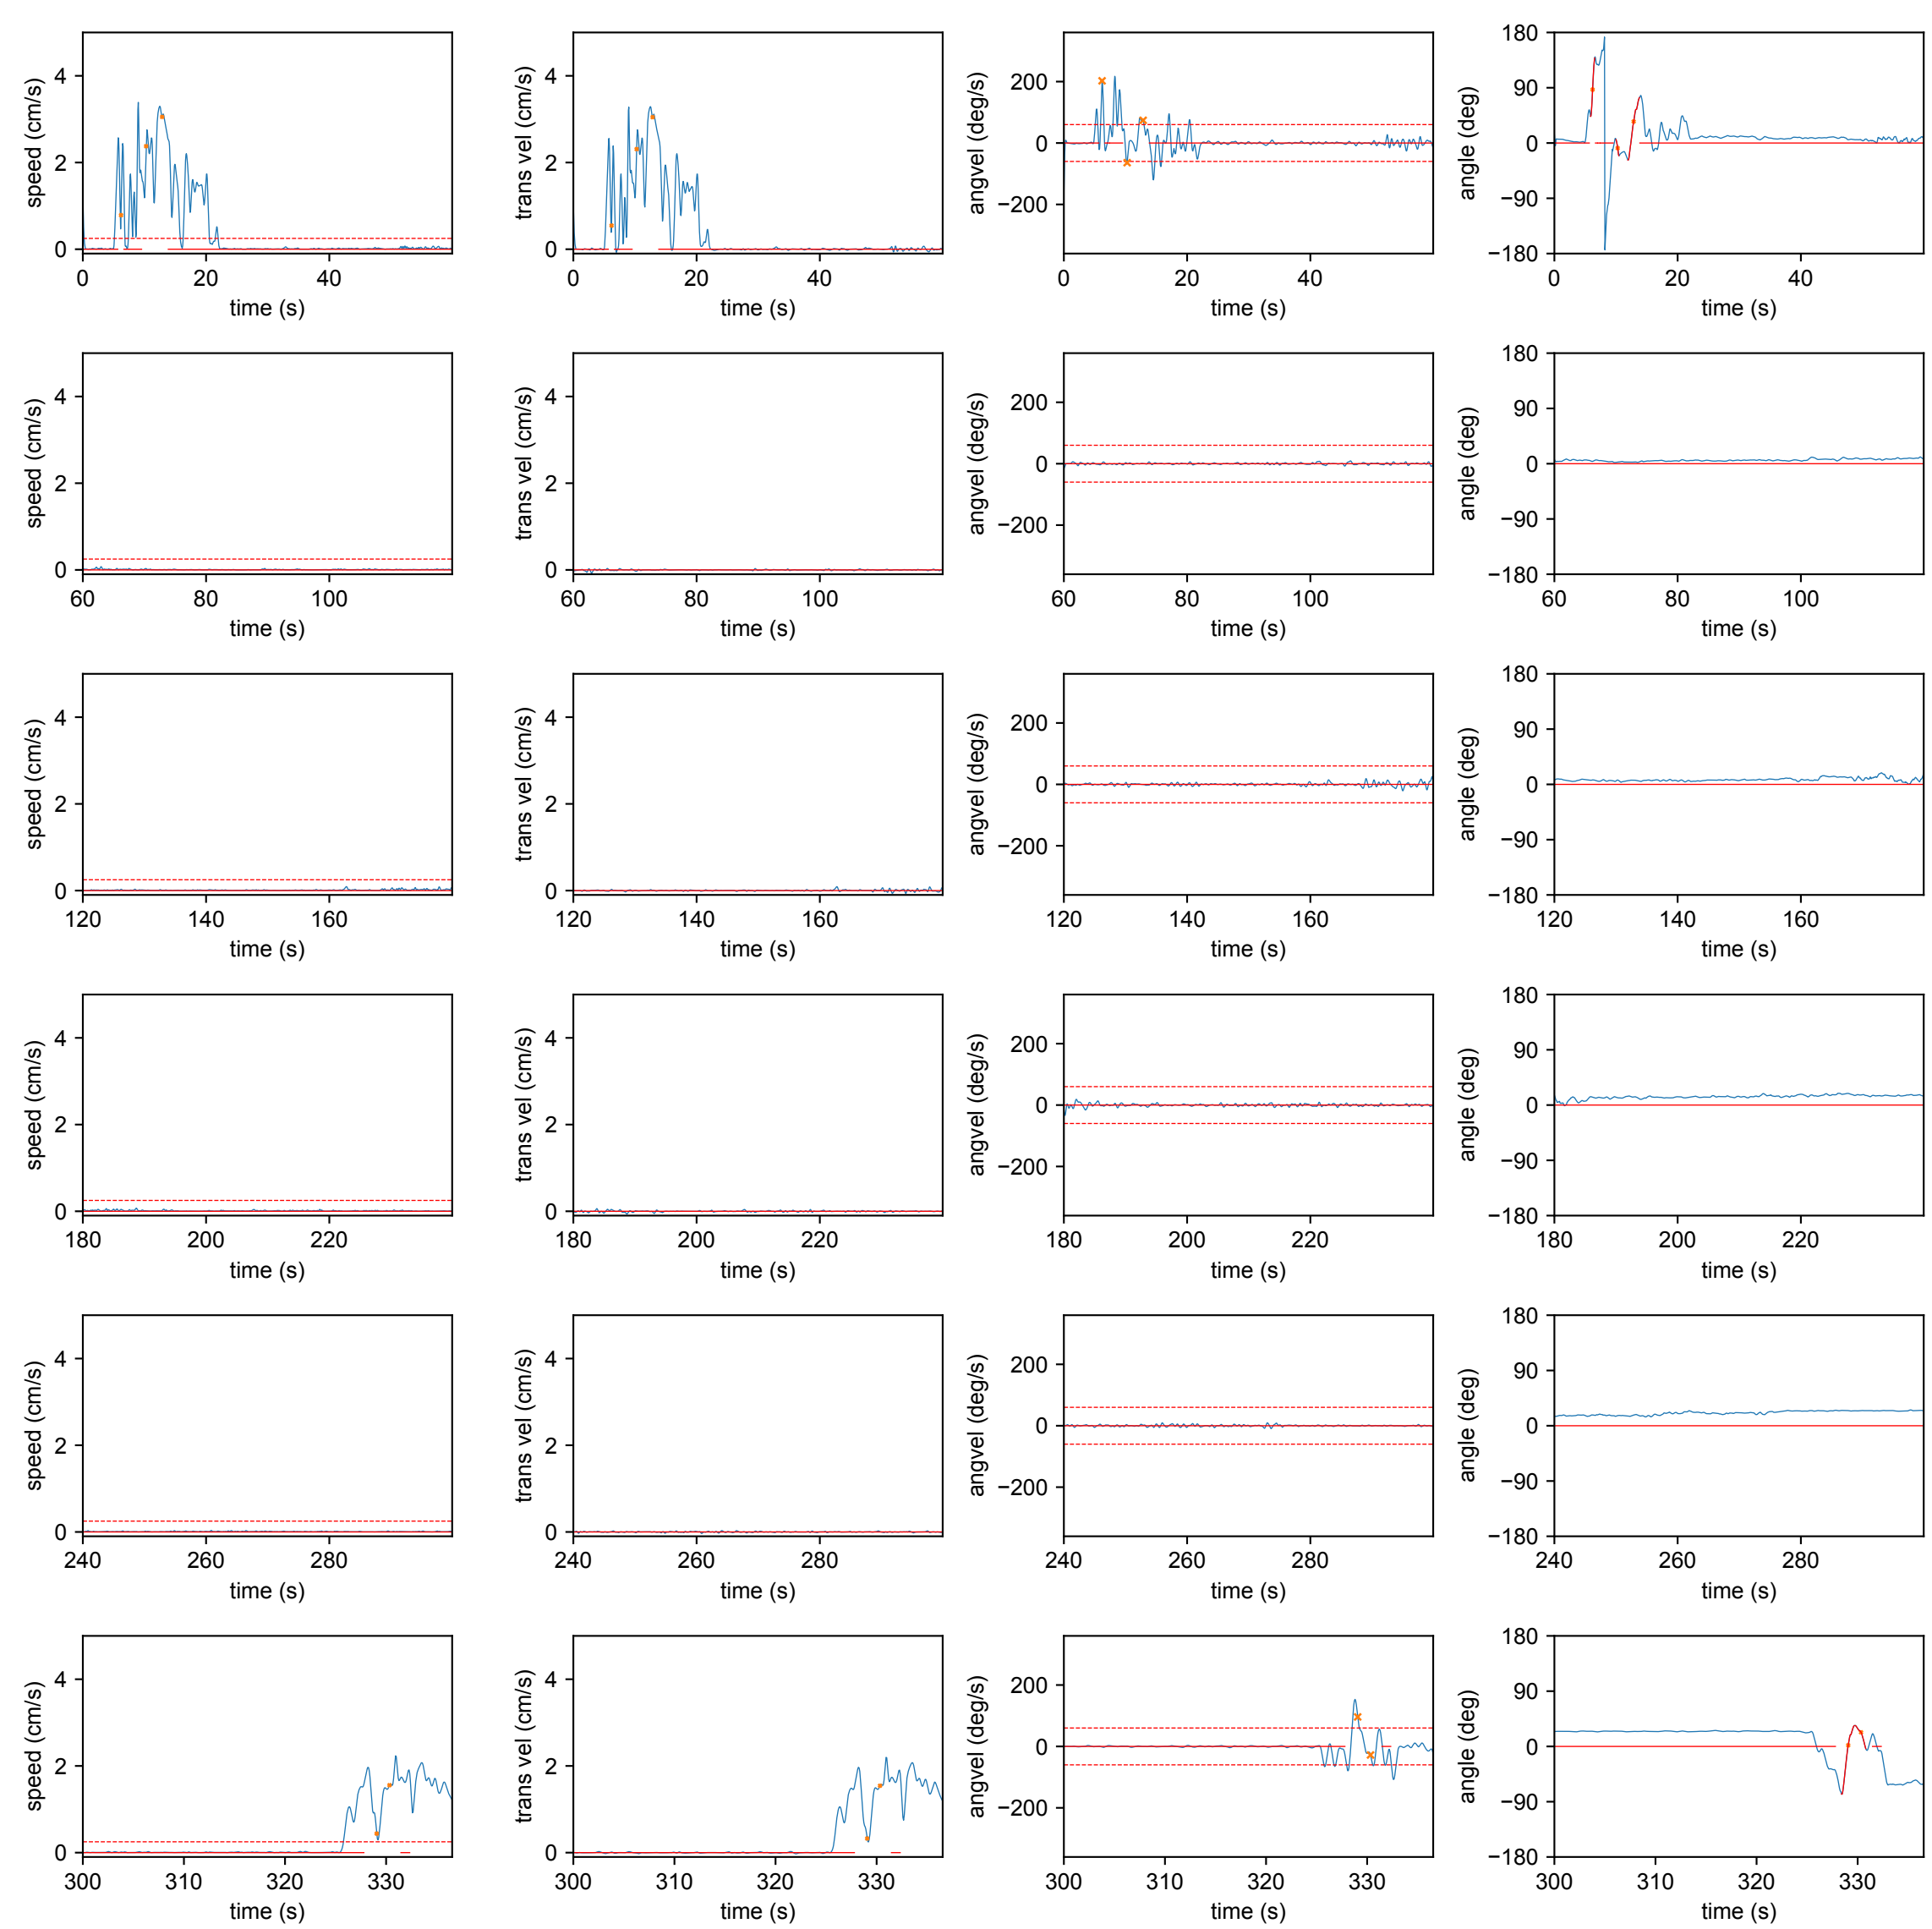 speed (cm/s) 4 2 0 0 20 40 time (s)
trans vel (cm/s) 4 2 0 0 20 40 time (s)
angvel (deg/s) 200 0 −200 0 20 40 time (s)
angle (deg) 180 90 0 −90 −180 0 20 40 time (s)
speed (cm/s) 4 2 0 60 80 100 time (s)
trans vel (cm/s) 4 2 0 60 80 100 time (s)
angvel (deg/s) 200 0 −200 60 80 100 time (s)
angle (deg) 180 90 0 −90 −180 60 80 100 time (s)
speed (cm/s) 4 2 0 120 140 160 time (s)
trans vel (cm/s) 4 2 0 120 140 160 time (s)
angvel (deg/s) 200 0 −200 120 140 160 time (s)
angle (deg) 180 90 0 −90 −180 120 140 160 time (s)
speed (cm/s) 4 2 0 180 200 220 time (s)
trans vel (cm/s) 4 2 0 180 200 220 time (s)
angvel (deg/s) 200 0 −200 180 200 220 time (s)
angle (deg) 180 90 0 −90 −180 180 200 220 time (s)
speed (cm/s) 4 2 0 240 260 280 time (s)
trans vel (cm/s) 4 2 0 240 260 280 time (s)
angvel (deg/s) 200 0 −200 240 260 280 time (s)
angle (deg) 180 90 0 −90 −180 240 260 280 time (s)
speed (cm/s) 4 2 0 300 310 320 330 time (s)
trans vel (cm/s) 4 2 0 300 310 320 330 time (s)
angvel (deg/s) 200 0 −200 300 310 320 330 time (s)
angle (deg) 180 90 0 −90 −180 300 310 320 330 time (s)